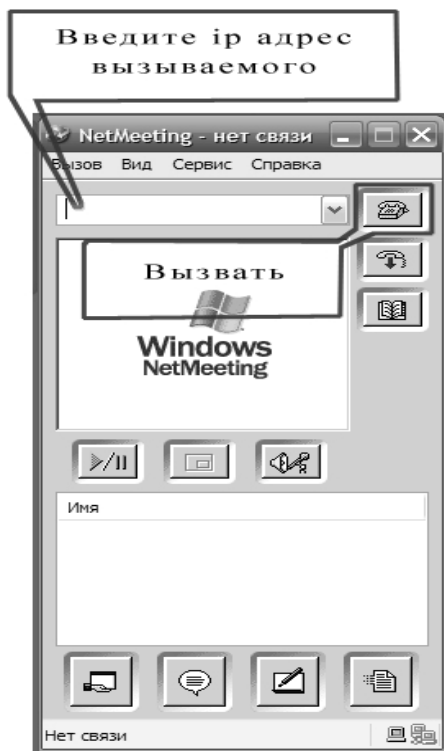 Введите ip адрес
вызываемого
NetMeeting - нет связи
Вызов Вид Сервис Справка
Вызвать
Windows
NetMeeting
Имя
Нет связи